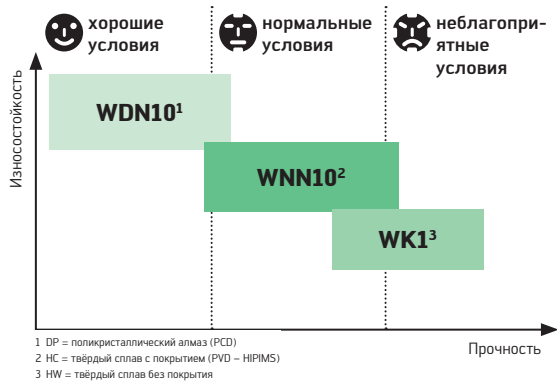 хорошие
условия
нормальные
условия
неблагопри-
ятные
условия
Износостойкость
WDN10¹
WNN10²
WK1³
Прочность
1 DP = поликристаллический алмаз (PCD)
2 HC = твёрдый сплав с покрытием (PVD – HIPIMS)
3 HW = твёрдый сплав без покрытия